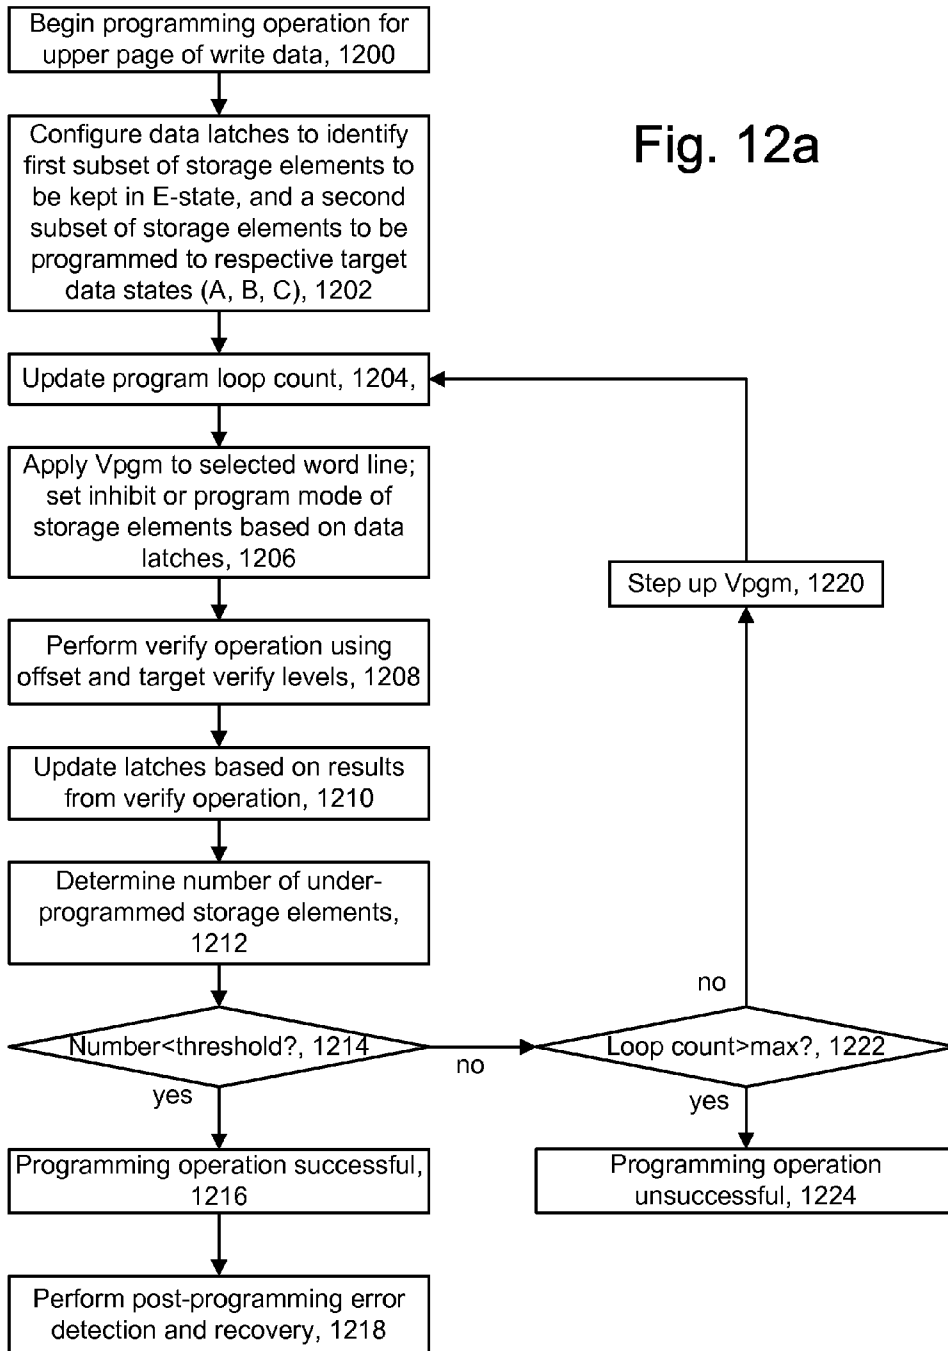 Begin programming operation for
upper page of write data, 1200
Fig. 12a
Configure data latches to identify
first subset of storage elements to
be kept in E-state, and a second
subset of storage elements to be
programmed to respective target
data states (A, B, C), 1202
Update program loop count, 1204,
Apply Vpgm to selected word line;
set inhibit or program mode of
storage elements based on data
latches, 1206
Step up Vpgm, 1220
Perform verify operation using
offset and target verify levels, 1208
Update latches based on results
from verify operation, 1210
Determine number of under-
programmed storage elements,
1212
no
Number<threshold?, 1214
no
Loop count>max?, 1222
yes
yes
Programming operation successful,
1216
Programming operation
unsuccessful, 1224
Perform post-programming error
detection and recovery, 1218